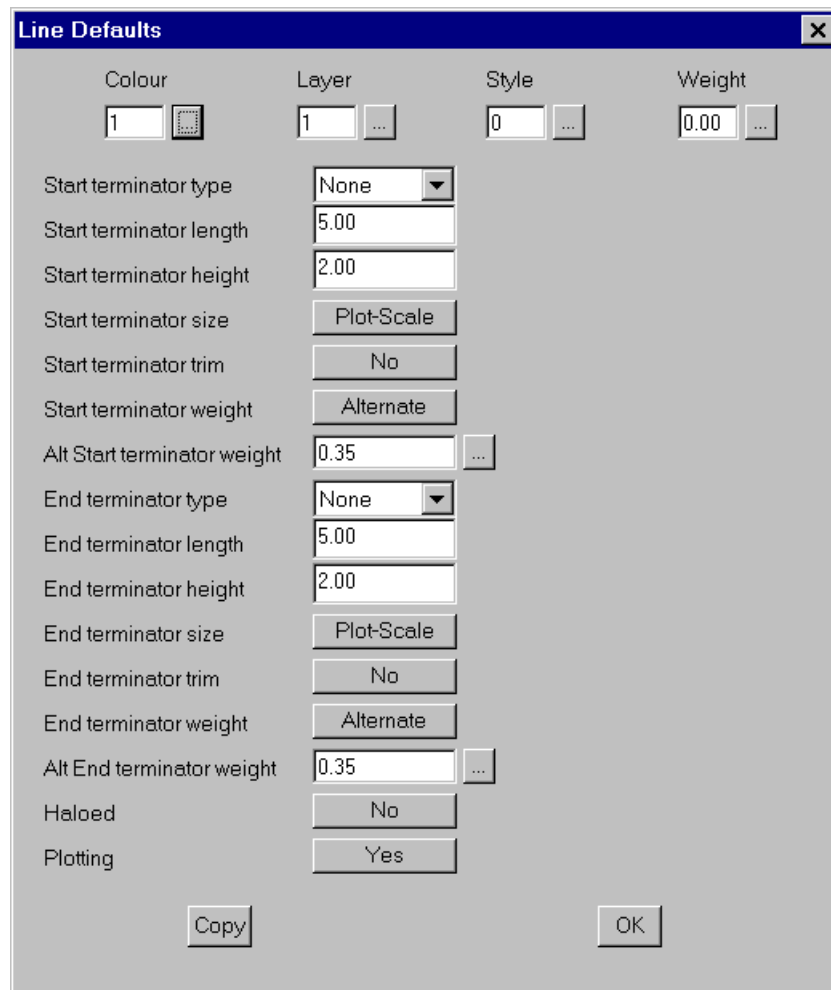 Line Defaults
Colour Layer Style Weight
1 ... 1 ... 0 ... 0.00 ...
Start terminator type None
Start terminator length 5.00
Start terminator height 2.00
Start terminator size Plot-Scale
Start terminator trim No
Start terminator weight Alternate
Alt Start terminator weight 0.35 ...
End terminator type None
End terminator length 5.00
End terminator height 2.00
End terminator size Plot-Scale
End terminator trim No
End terminator weight Alternate
Alt End terminator weight 0.35 ...
Haloed No
Plotting Yes
Copy OK